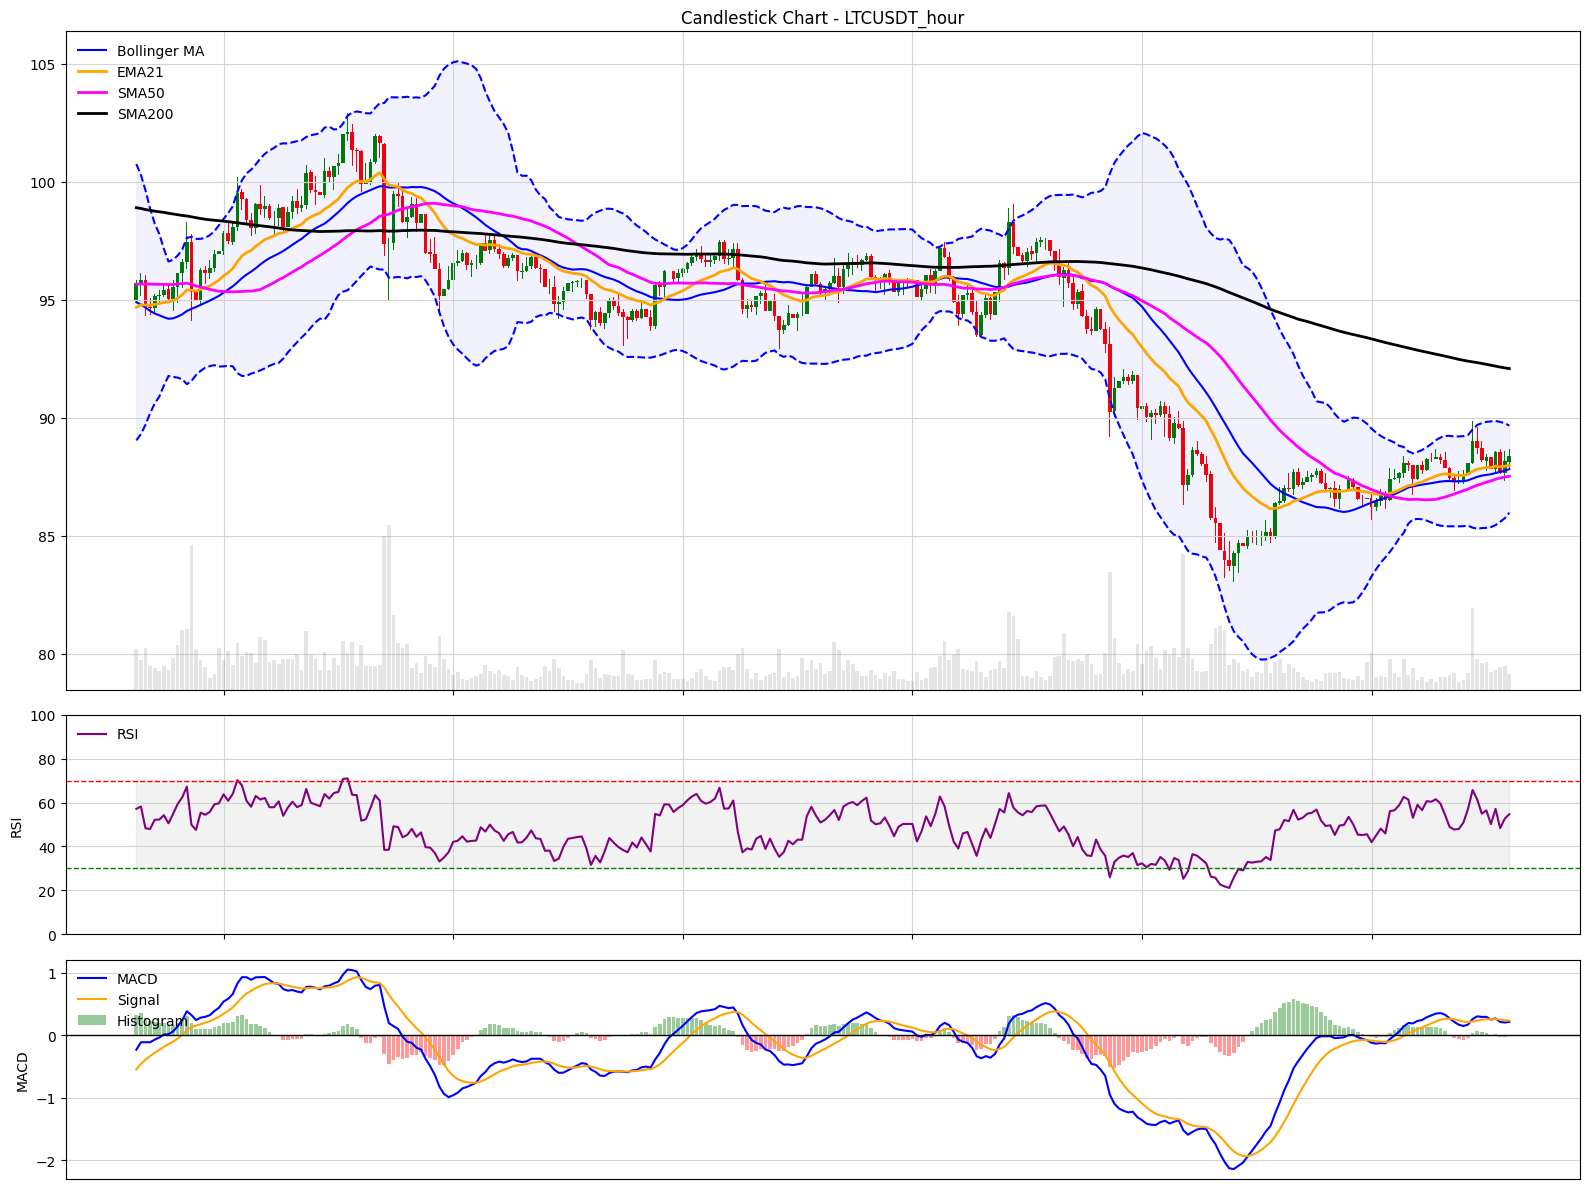 Candlestick Chart - LTCUSDT_hour
Bollinger MA
EMA21
SMA50
SMA200
105
100
95
90
85
80
RSI
100
80
60
40
20
0
RSI
MACD
Signal
Histogram
1
0
−1
−2
MACD